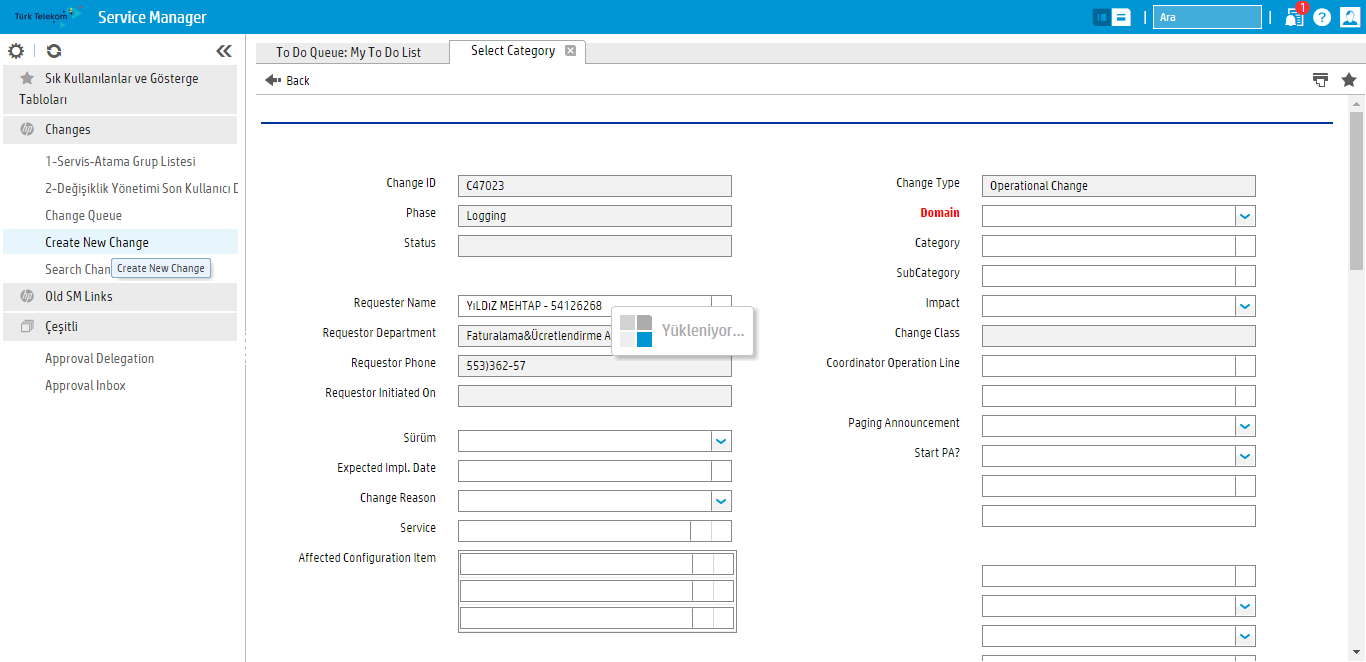 Türk Telekom
Service Manager
Ara
1
?
To Do Queue: My To Do List
Select Category
Back
Sık Kullanılanlar ve Gösterge
Tabloları
Changes
1-Servis-Atama Grup Listesi
2-Değişiklik Yönetimi Son Kullanıcı D
Change Queue
Create New Change
Search Chan
Create New Change
Old SM Links
Çeşitli
Approval Delegation
Approval Inbox
Change ID
C47023
Phase
Logging
Status
Requester Name
YıLDıZ MEHTAP - 54126268
Requestor Department
Faturalama&Ücretlendirme A
Requestor Phone
553)362-57
Requestor Initiated On
Sürüm
Expected Impl. Date
Change Reason
Service
Affected Configuration Item
Yükleniyor...
Change Type
Operational Change
Domain
Category
SubCategory
Impact
Change Class
Coordinator Operation Line
Paging Announcement
Start PA?